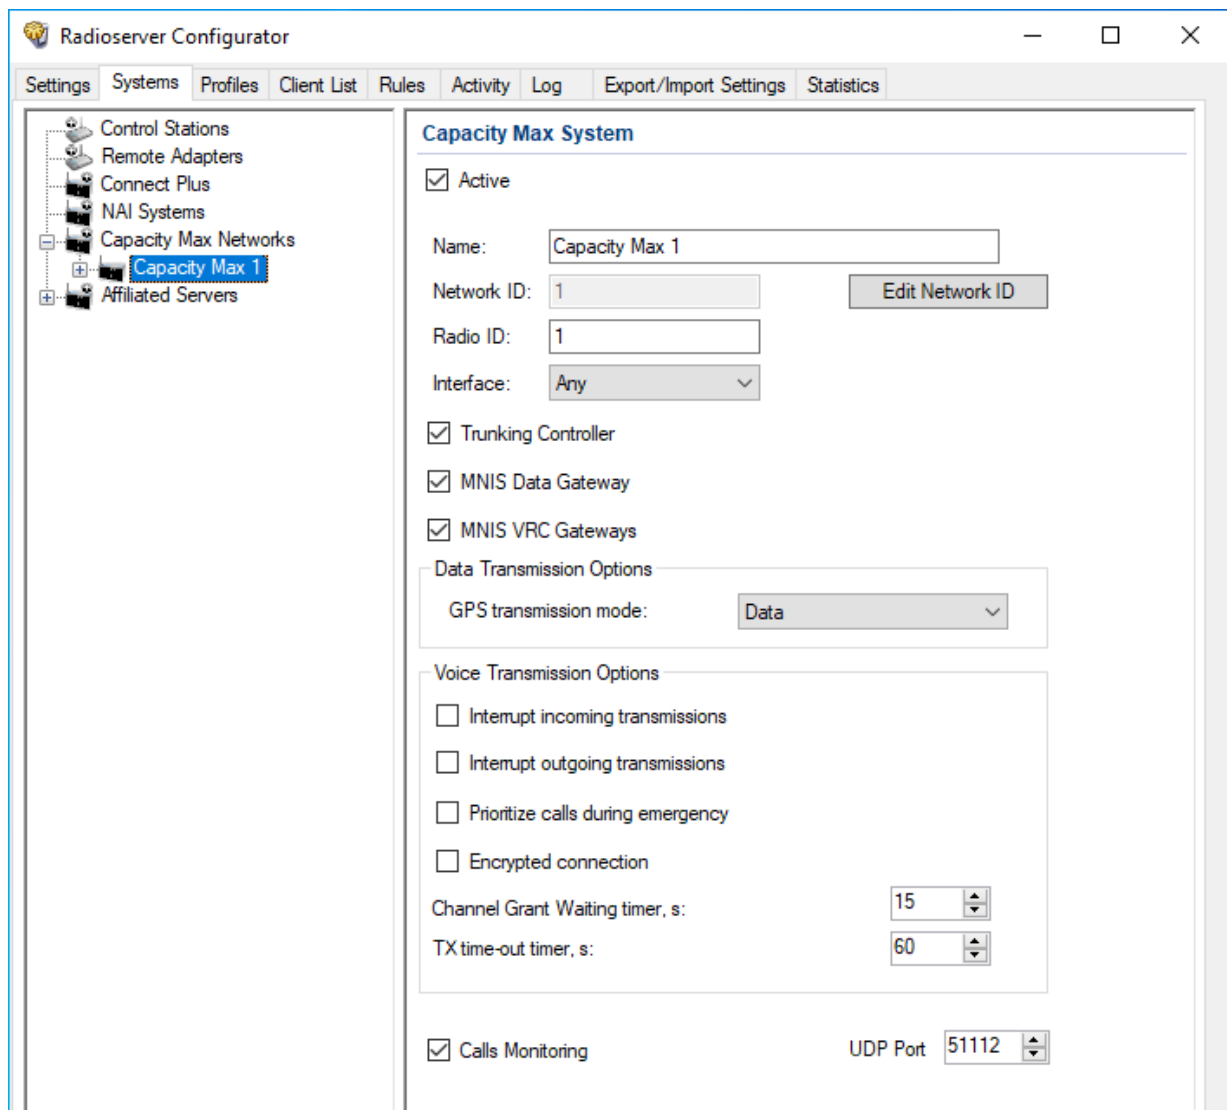 Radioserver Configurator
Settings Systems Profiles Client List Rules Activity Log Export/Import Settings Statistics
Control Stations
Remote Adapters
Connect Plus
NAI Systems
Capacity Max Networks
Capacity Max 1
Affiliated Servers
Capacity Max System
Active
Name: Capacity Max 1
Network ID: 1 Edit Network ID
Radio ID: 1
Interface: Any
Trunking Controller
MNIS Data Gateway
MNIS VRC Gateways
Data Transmission Options
GPS transmission mode: Data
Voice Transmission Options
Interrupt incoming transmissions
Interrupt outgoing transmissions
Prioritize calls during emergency
Encrypted connection
Channel Grant Waiting timer, s: 15
TX time-out timer, s: 60
Calls Monitoring UDP Port 51112